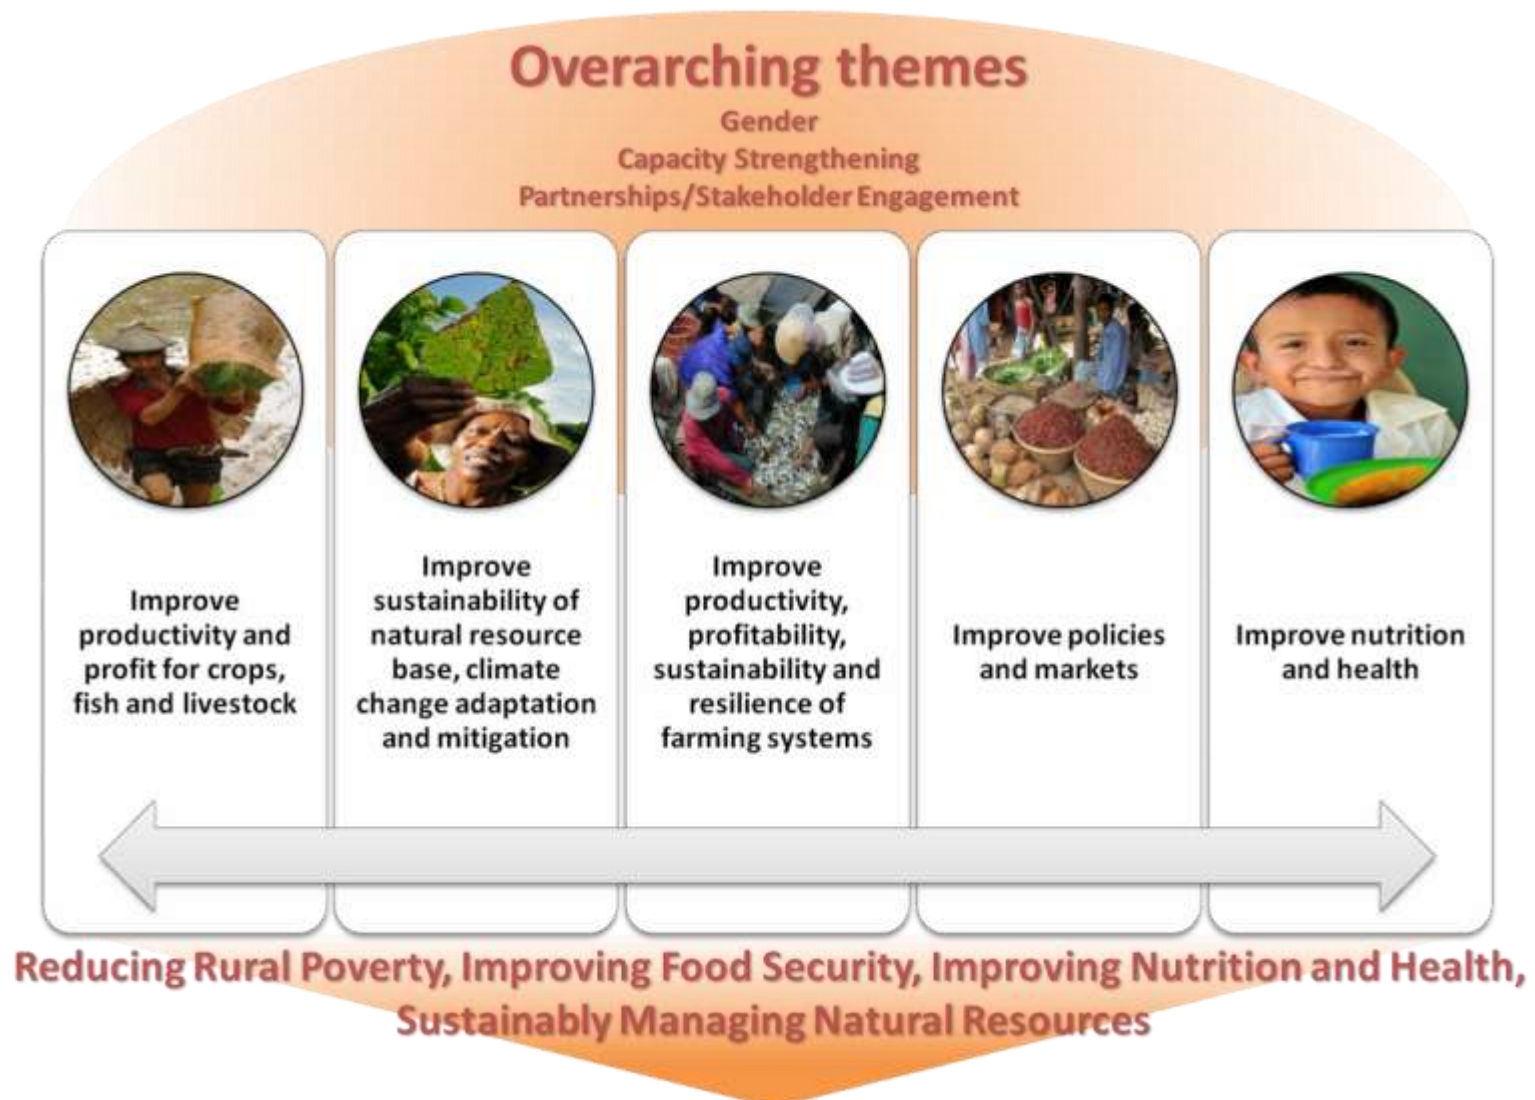 Overarching themes
Gender
Capacity Strengthening
Partnerships/Stakeholder Engagement
Improve
productivity and
profit for crops,
fish and livestock
Improve
sustainability of
natural resource
base, climate
change adaptation
and mitigation
Improve
productivity,
profitability,
sustainability and
resilience of
farming systems
Improve policies
and markets
Improve nutrition
and health
Reducing Rural Poverty, Improving Food Security, Improving Nutrition and Health,
Sustainably Managing Natural Resources